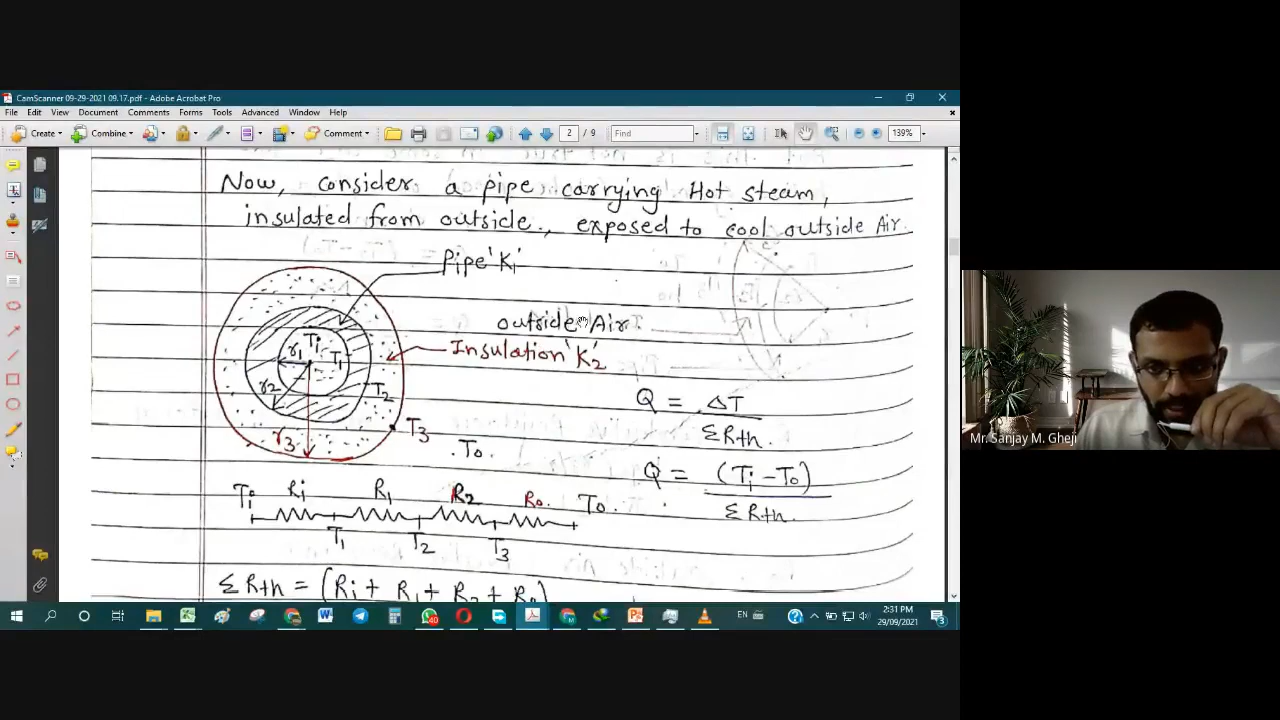 CamScanner 09-29-2021 09.17.pdf - Adobe Acrobat Pro
File Edit View Document Comments Forms Tools Advanced Window Help
Create Combine Comment 2 / 9 Find 139%
Now, consider a pipe carrying Hot steam,
insulated from outside, exposed to cool outside Air.
Pipe 'K1'
outside Air
Insulation 'K2'
Ti
r1
T1
r2
T2
r3
T3
To
Q = ΔT
ΣRth.
Q = (Ti - To)
ΣRth.
Ti Ri R1 R2 Ro. To.
T1 T2 T3
ΣRth = (Ri + R1 + R2 + Ro)
Mr. Sanjay M. Gheji
40
EN
2:31 PM
29/09/2021
3